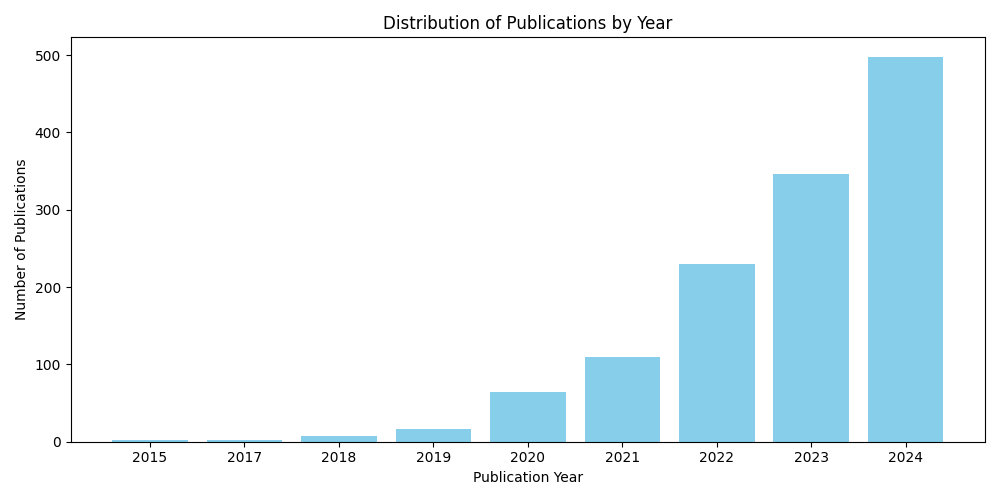 Distribution of Publications by Year
Number of Publications
500
400
300
200
100
0
2015 2017 2018 2019 2020 2021 2022 2023 2024
Publication Year